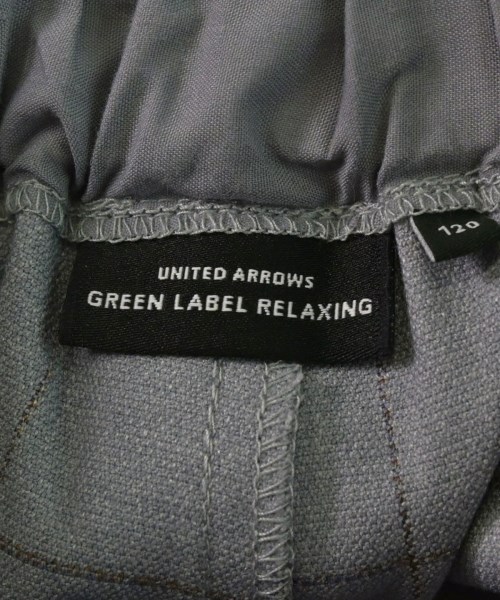 UNITED ARROWS
GREEN LABEL RELAXING
120